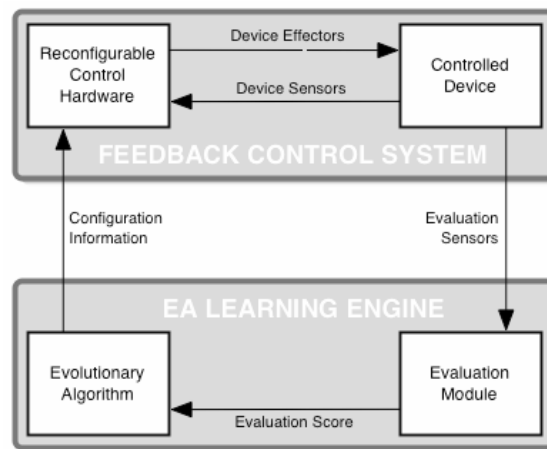 Device Effectors
Reconfigurable
Control
Hardware
Controlled
Device
Device Sensors
FEEDBACK CONTROL SYSTEM
Configuration
Information
Evaluation
Sensors
EA LEARNING ENGINE
Evolutionary
Algorithm
Evaluation
Module
Evaluation Score